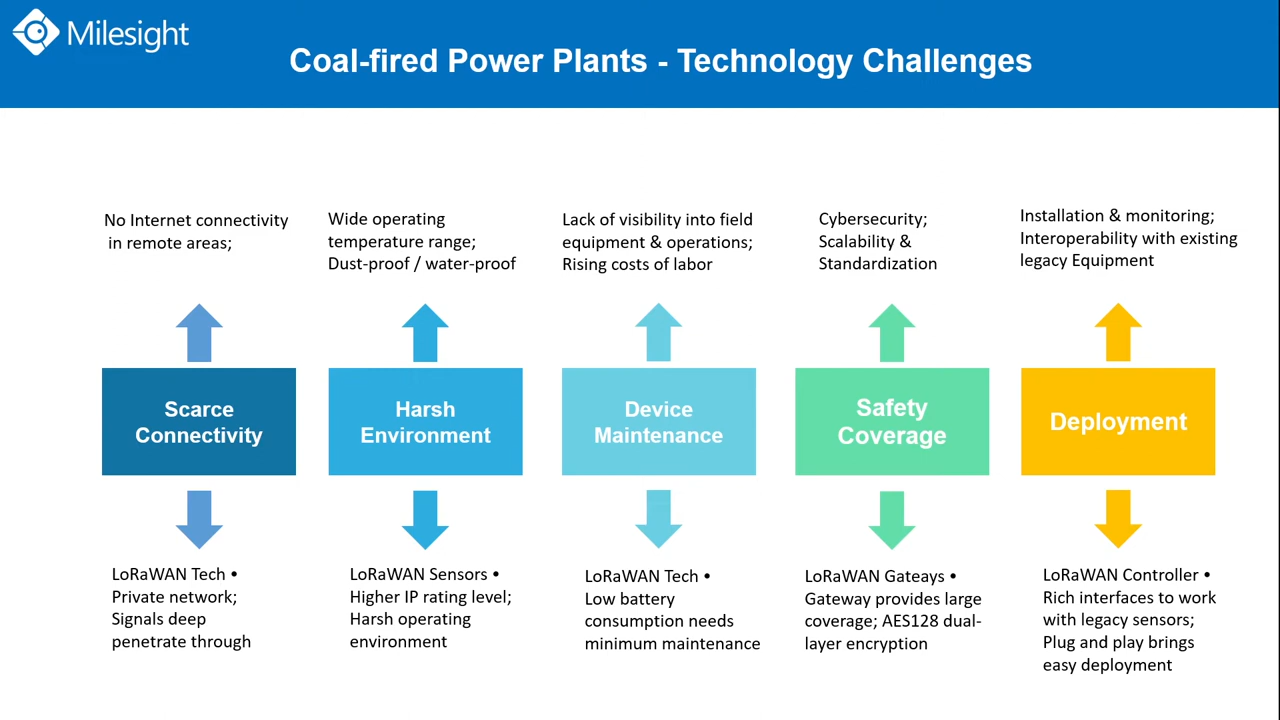 Milesight
Coal-fired Power Plants - Technology Challenges
No Internet connectivity
in remote areas;
Wide operating
temperature range;
Dust-proof / water-proof
Lack of visibility into field
equipment & operations;
Rising costs of labor
Cybersecurity;
Scalability &
Standardization
Installation & monitoring;
Interoperability with existing
legacy Equipment
Scarce
Connectivity
Harsh
Environment
Device
Maintenance
Safety
Coverage
Deployment
LoRaWAN Tech •
Private network;
Signals deep
penetrate through
LoRaWAN Sensors •
Higher IP rating level;
Harsh operating
environment
LoRaWAN Tech •
Low battery
consumption needs
minimum maintenance
LoRaWAN Gateays •
Gateway provides large
coverage; AES128 dual-
layer encryption
LoRaWAN Controller •
Rich interfaces to work
with legacy sensors;
Plug and play brings
easy deployment